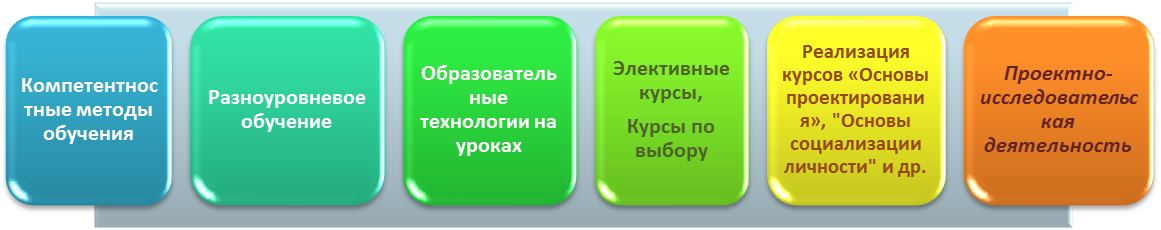 Компетентнос
тные методы
обучения
Разноуровневое
обучение
Образователь
ные
технологии на
уроках
Элективные
курсы,
Курсы по
выбору
Реализация
курсов «Основы
проектировани
я», "Основы
социализации
личности" и др.
Проектно-
исследовательс
кая
деятельность